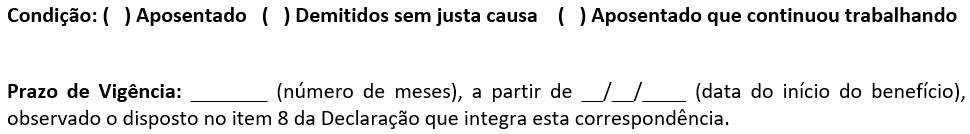 Condição: (   ) Aposentado   (   ) Demitidos sem justa causa    (   ) Aposentado que continuou trabalhando
Prazo de Vigência: _______ (número de meses), a partir de __/__/____ (data do início do benefício),
observado o disposto no item 8 da Declaração que integra esta correspondência.